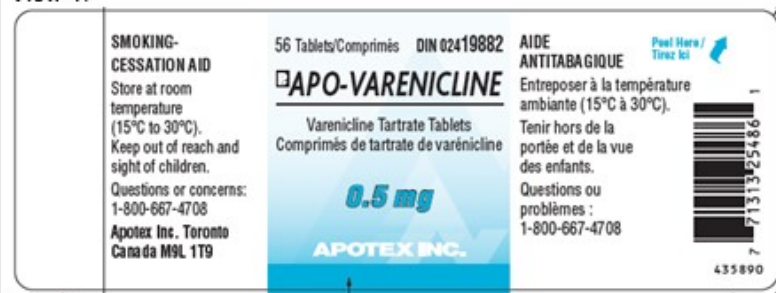 SMOKING-
CESSATION AID
Store at room
temperature
(15°C to 30°C).
Keep out of reach and
sight of children.
Questions or concerns:
1-800-667-4708
Apotex Inc. Toronto
Canada M9L 1T9
56 Tablets/Comprimés DIN 02419882
APO-VARENICLINE
Varenicline Tartrate Tablets
Comprimés de tartrate de varénicline
0.5 mg
APOTEX INC.
AIDE
ANTITABAGIQUE
Entreposer à la température
ambiante (15°C à 30°C).
Tenir hors de la
portée et de la vue
des enfants.
Questions ou
problèmes :
1-800-667-4708
Peel Here /
Tirez Ici
7 71313 25486 1
435890